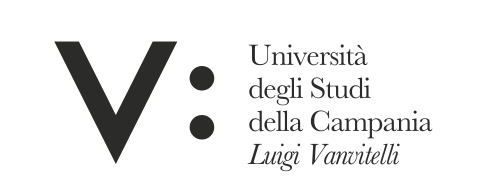 V:
Università
degli Studi
della Campania
Luigi Vanvitelli